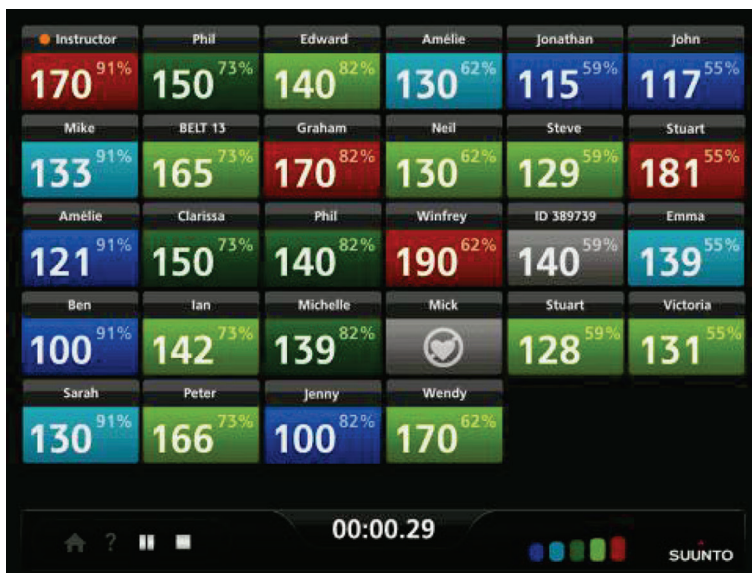 Instructor Phil Edward Amélie Jonathan John
170 91% 150 73% 140 82% 130 62% 115 59% 117 55%
Mike BELT 13 Graham Neil Steve Stuart
133 91% 165 73% 170 82% 130 62% 129 59% 181 55%
Amélie Clarissa Phil Winfrey ID 389739 Emma
121 91% 150 73% 140 82% 190 62% 140 59% 139 55%
Ben Ian Michelle Mick Stuart Victoria
100 91% 142 73% 139 82% 128 59% 131 55%
Sarah Peter Jenny Wendy
130 91% 166 73% 100 82% 170 62%
? 00:00.29 SUUNTO